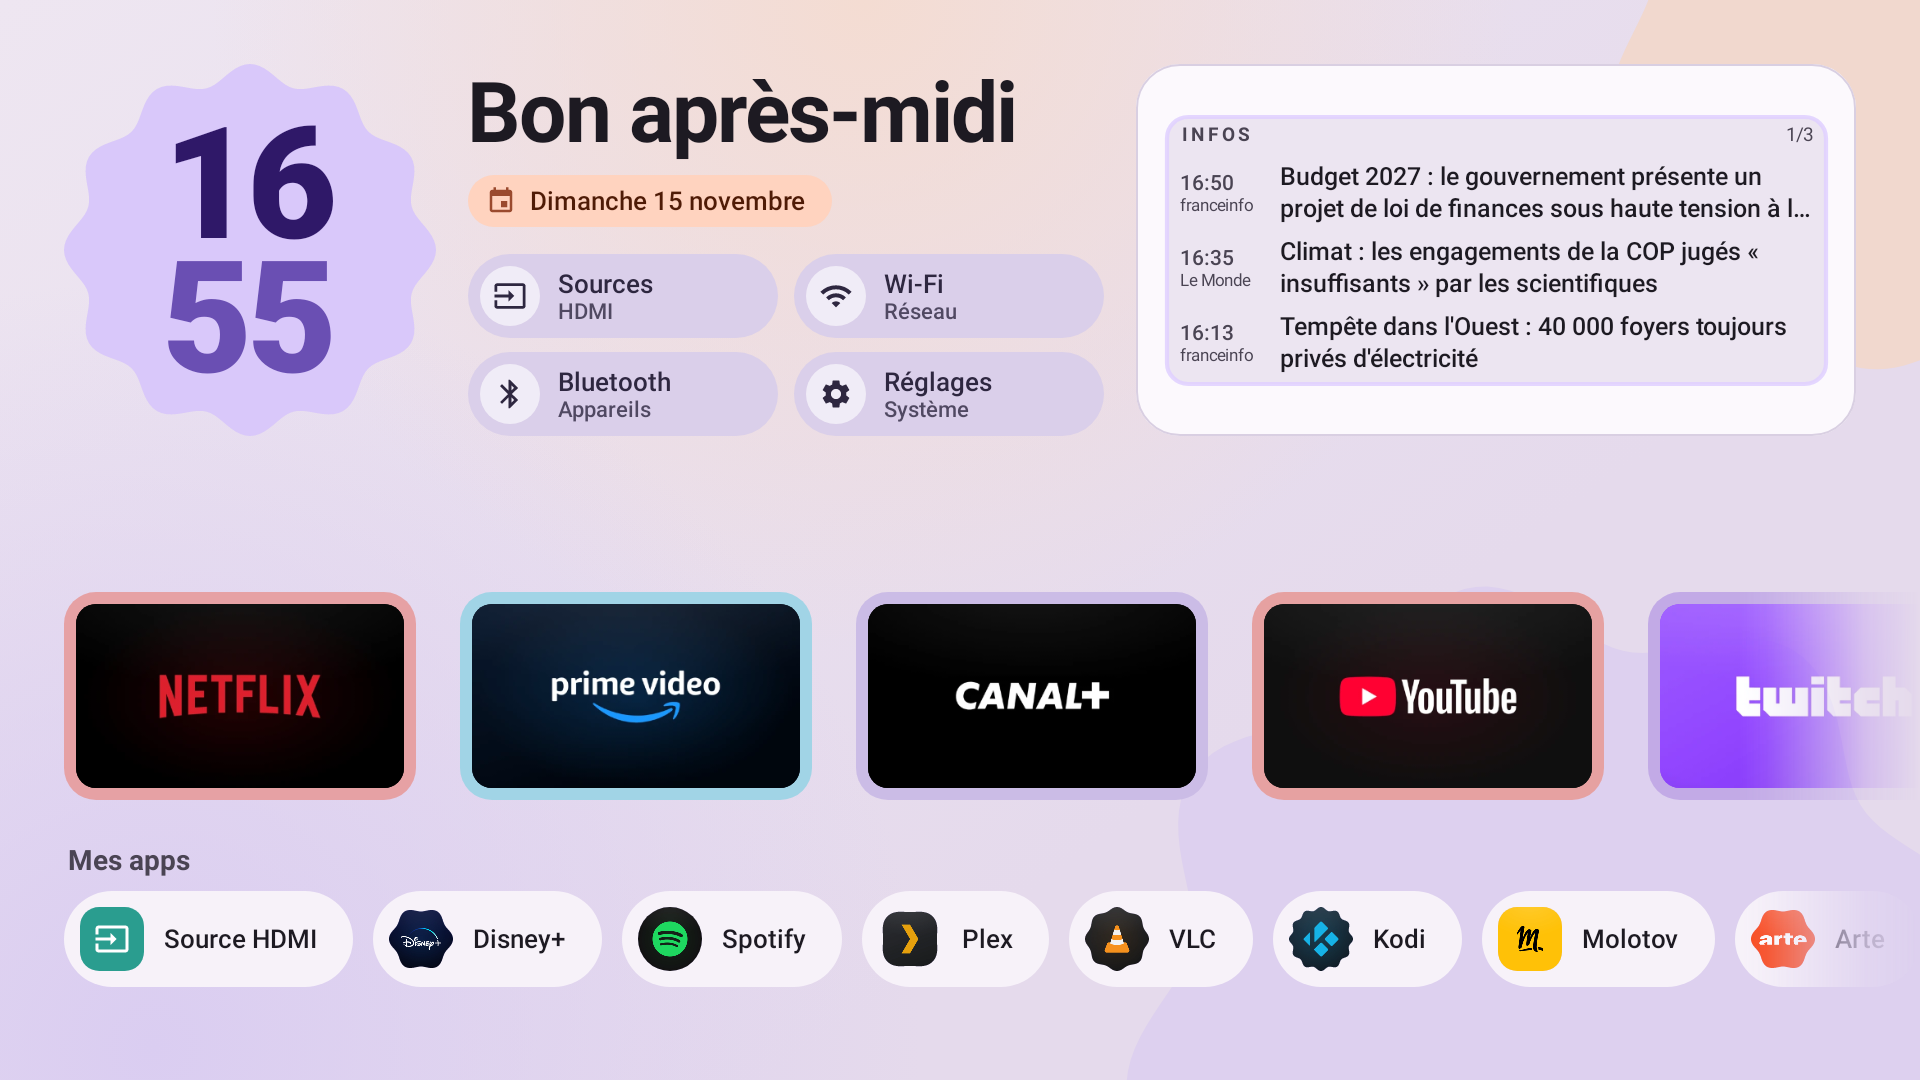 16
55
Bon après-midi
Dimanche 15 novembre
Sources
HDMI
Wi-Fi
Réseau
Bluetooth
Appareils
Réglages
Système
INFOS
1/3
16:50
franceinfo
Budget 2027 : le gouvernement présente un
projet de loi de finances sous haute tension à l...
16:35
Le Monde
Climat : les engagements de la COP jugés «
insuffisants » par les scientifiques
16:13
franceinfo
Tempête dans l'Ouest : 40 000 foyers toujours
privés d'électricité
NETFLIX
prime video
CANAL+
YouTube
twitch
Mes apps
Source HDMI
Disney+
Disney+
Spotify
Plex
VLC
Kodi
M.
Molotov
arte
Arte